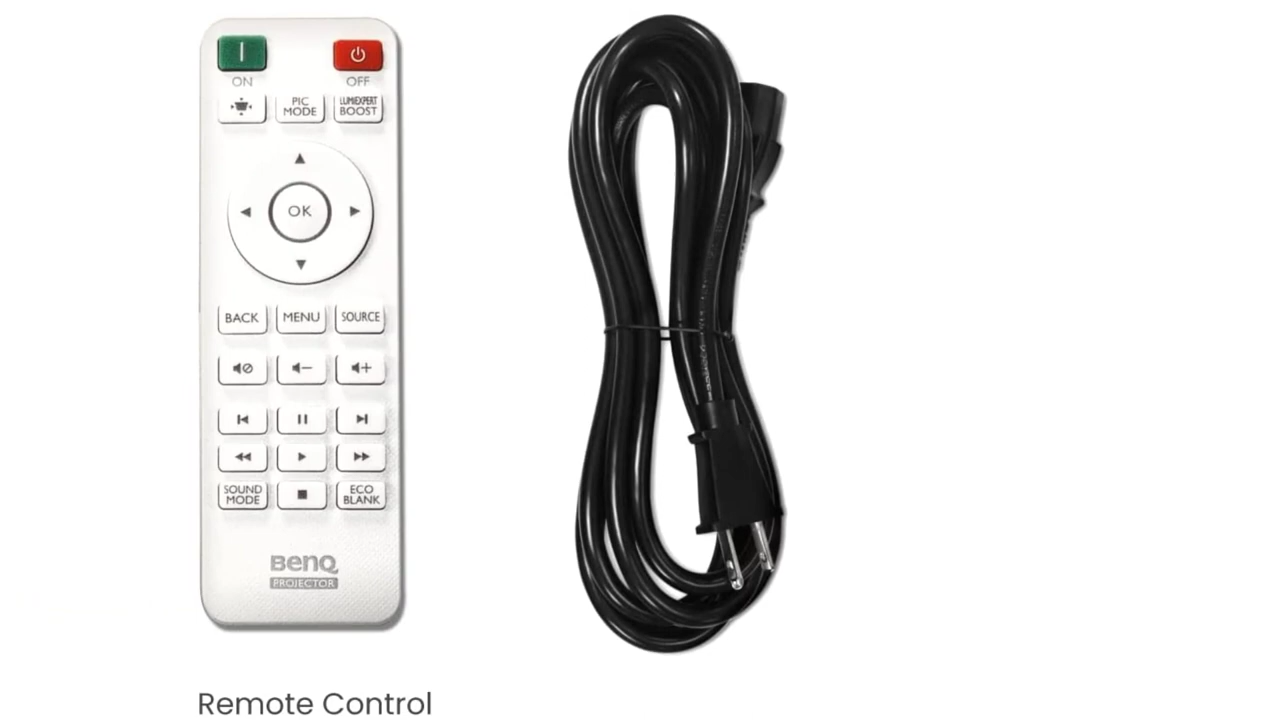 ON OFF
PIC MODE
LUMIEXPERT BOOST
OK
BACK MENU SOURCE
SOUND MODE
ECO BLANK
BenQ
PROJECTOR
Remote Control